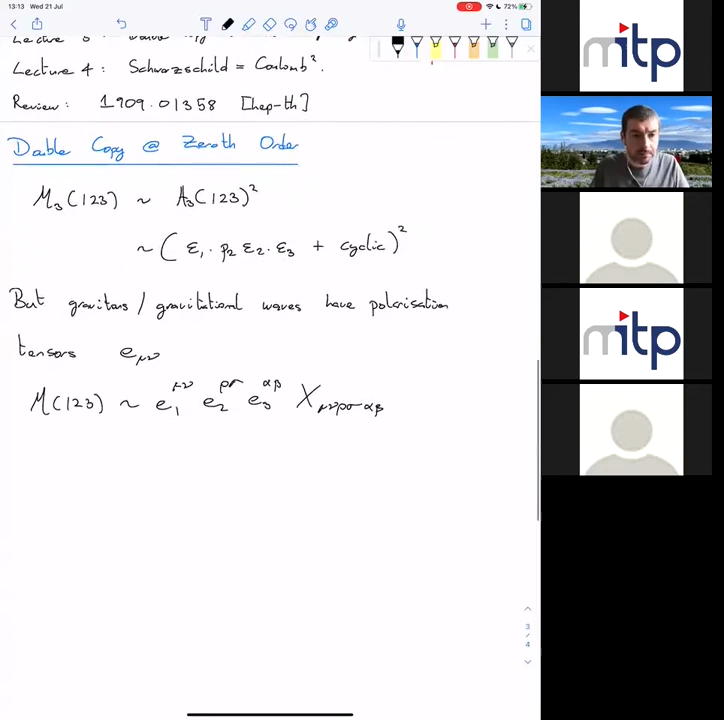 13:13 Wed 21 Jul
72%
Lecture 4: Schwarzschild = Coulomb².
Review: 1909.01358 [hep-th]
Double Copy @ Zeroth Order
M₃(123) ~ A₃(123)²
~ (ε₁·p₂ ε₂·ε₃ + cyclic)²
But gravitons/gravitational waves have polarisation
tensors e_μν
M(123) ~ e₁^μν e₂^ρσ e₃^αβ X_μνρσαβ
3
/
4
mitp
mitp